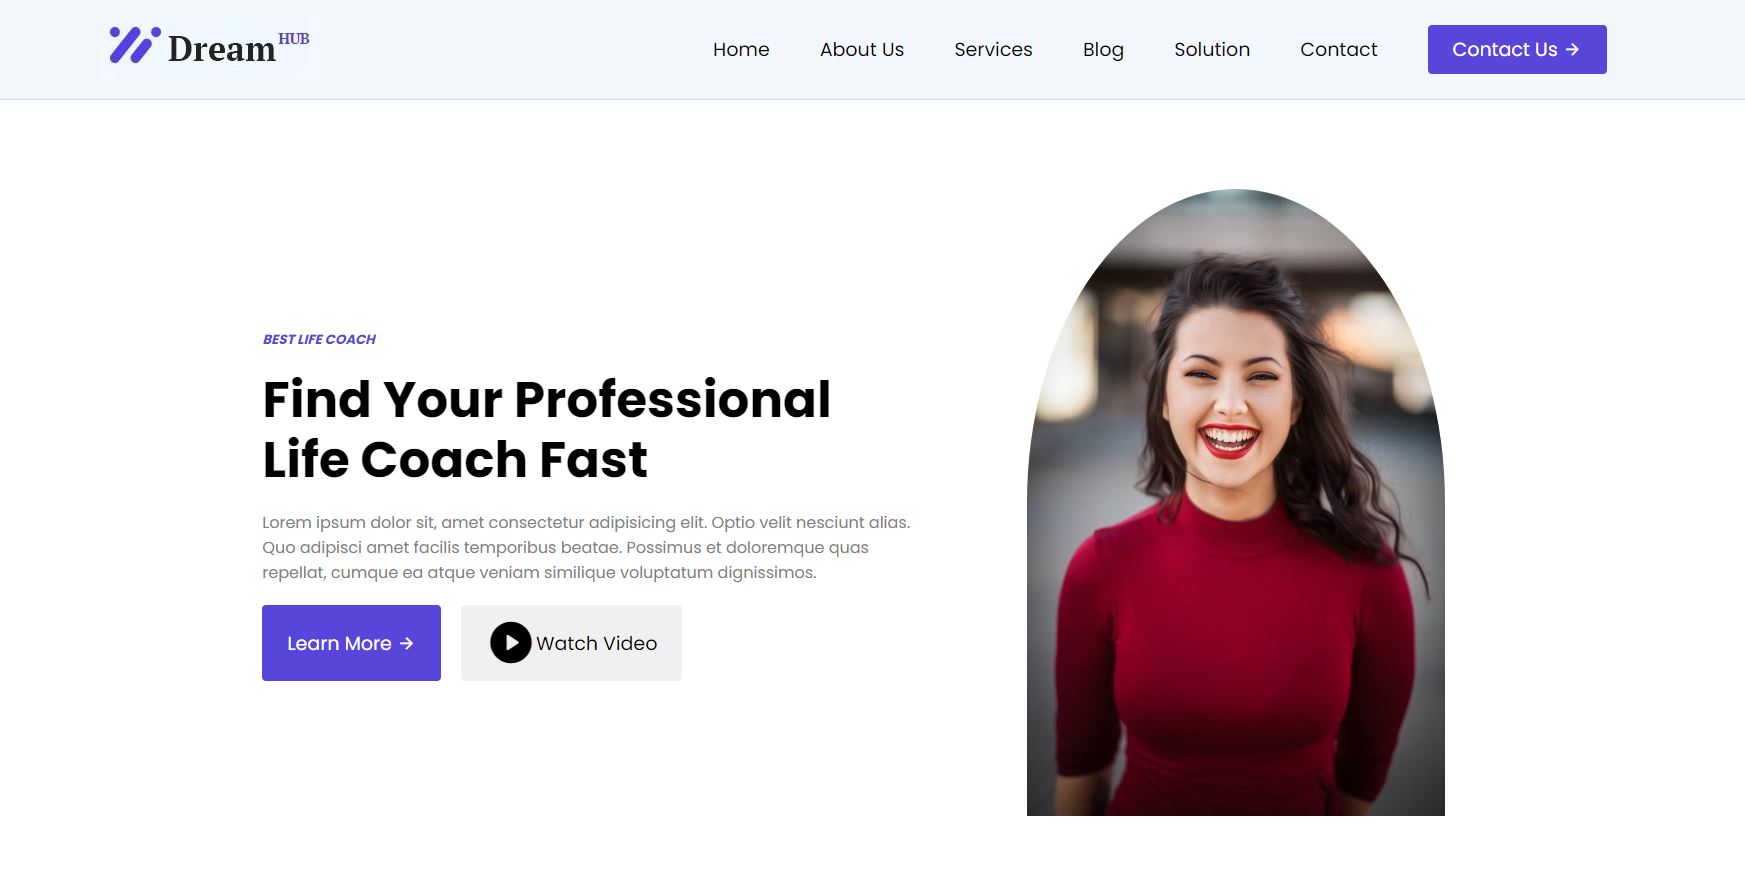 Dream HUB
Home About Us Services Blog Solution Contact Contact Us →
BEST LIFE COACH
Find Your Professional
Life Coach Fast
Lorem ipsum dolor sit, amet consectetur adipisicing elit. Optio velit nesciunt alias.
Quo adipisci amet facilis temporibus beatae. Possimus et doloremque quas
repellat, cumque ea atque veniam similique voluptatum dignissimos.
Learn More → Watch Video